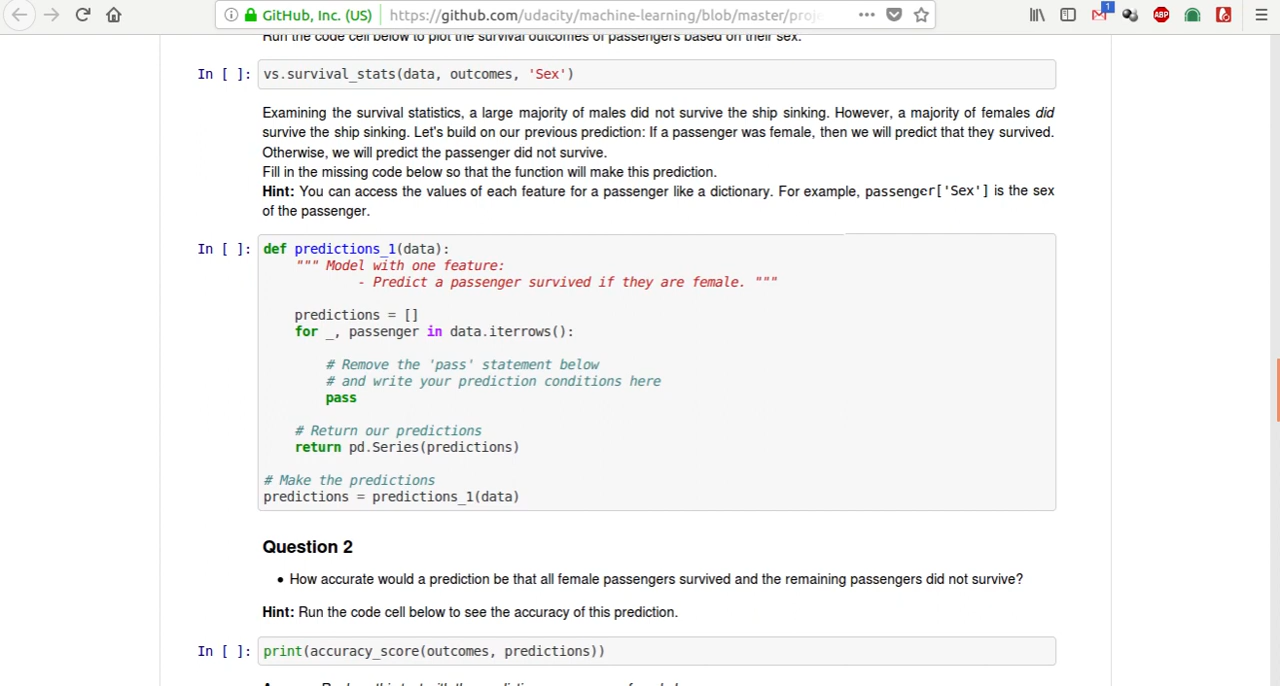 GitHub, Inc. (US) https://github.com/udacity/machine-learning/blob/master/proje
1
ABP
Run the code cell below to plot the survival outcomes of passengers based on their sex.
In [ ]: vs.survival_stats(data, outcomes, 'Sex')
Examining the survival statistics, a large majority of males did not survive the ship sinking. However, a majority of females did
survive the ship sinking. Let's build on our previous prediction: If a passenger was female, then we will predict that they survived.
Otherwise, we will predict the passenger did not survive.
Fill in the missing code below so that the function will make this prediction.
Hint: You can access the values of each feature for a passenger like a dictionary. For example, passenger['Sex'] is the sex
of the passenger.
In [ ]: def predictions_1(data):
""" Model with one feature:
- Predict a passenger survived if they are female. """
predictions = []
for _, passenger in data.iterrows():
# Remove the 'pass' statement below
# and write your prediction conditions here
pass
# Return our predictions
return pd.Series(predictions)
# Make the predictions
predictions = predictions_1(data)
Question 2
• How accurate would a prediction be that all female passengers survived and the remaining passengers did not survive?
Hint: Run the code cell below to see the accuracy of this prediction.
In [ ]: print(accuracy_score(outcomes, predictions))